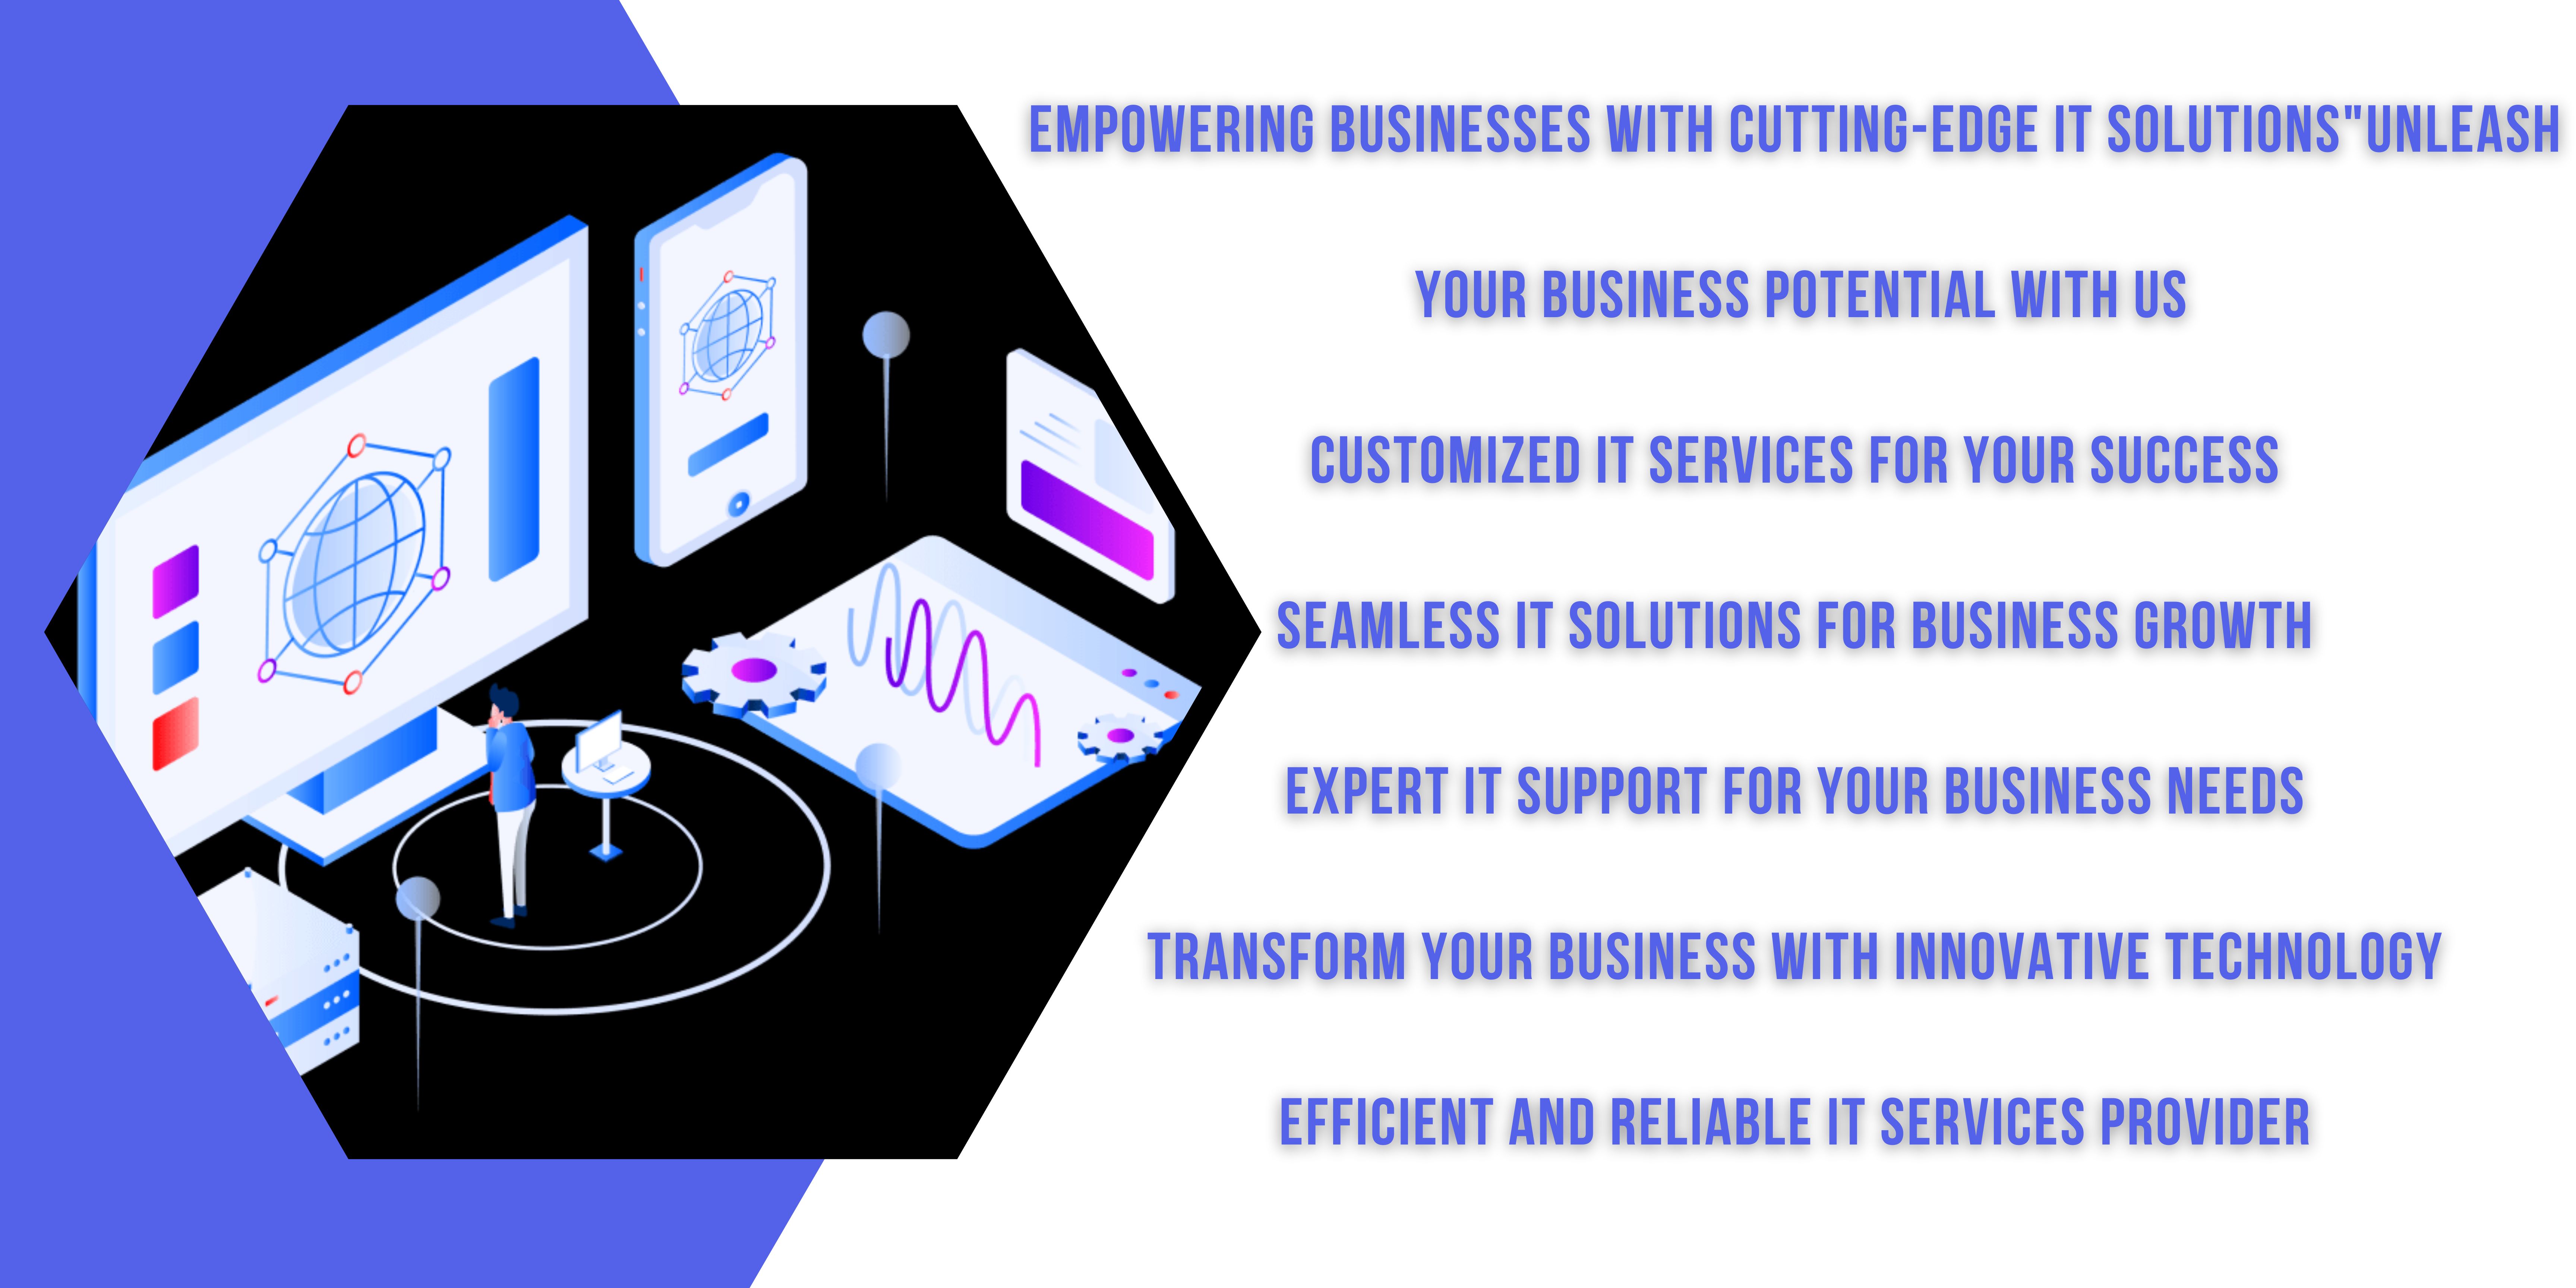 EMPOWERING BUSINESSES WITH CUTTING-EDGE IT SOLUTIONS"UNLEASH
YOUR BUSINESS POTENTIAL WITH US
CUSTOMIZED IT SERVICES FOR YOUR SUCCESS
SEAMLESS IT SOLUTIONS FOR BUSINESS GROWTH
EXPERT IT SUPPORT FOR YOUR BUSINESS NEEDS
TRANSFORM YOUR BUSINESS WITH INNOVATIVE TECHNOLOGY
EFFICIENT AND RELIABLE IT SERVICES PROVIDER